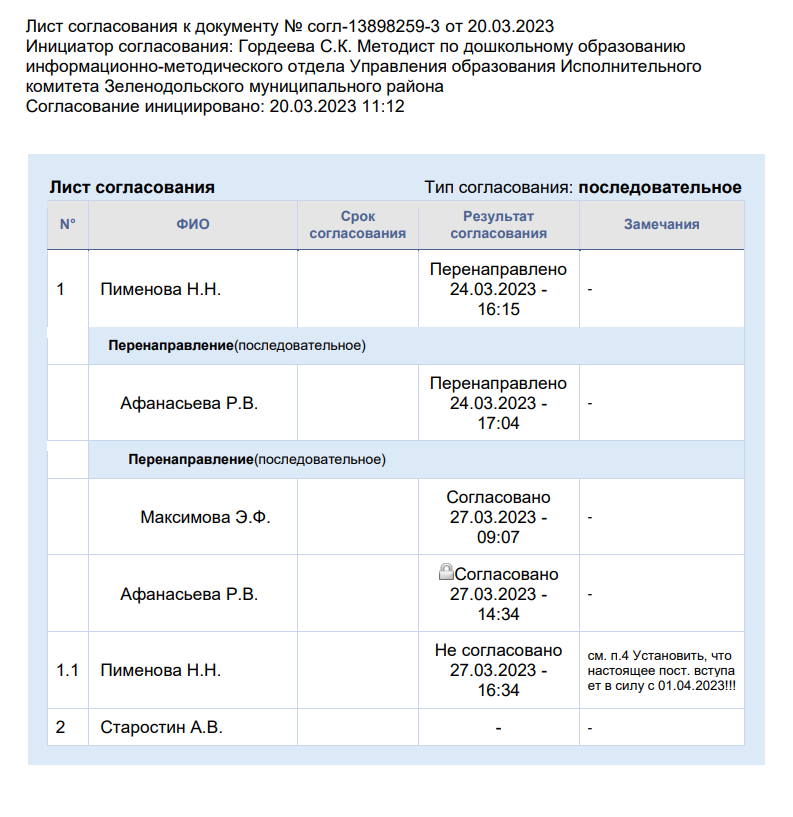 Лист согласования к документу № согл-13898259-3 от 20.03.2023
Инициатор согласования: Гордеева С.К. Методист по дошкольному образованию
информационно-методического отдела Управления образования Исполнительного
комитета Зеленодольского муниципального района
Согласование инициировано: 20.03.2023 11:12
Лист согласования Тип согласования: последовательное
N° ФИО Срок согласования Результат согласования Замечания
1 Пименова Н.Н. Перенаправлено 24.03.2023 - 16:15 -
Перенаправление(последовательное)
Афанасьева Р.В. Перенаправлено 24.03.2023 - 17:04 -
Перенаправление(последовательное)
Максимова Э.Ф. Согласовано 27.03.2023 - 09:07 -
Афанасьева Р.В. Согласовано 27.03.2023 - 14:34 -
1.1 Пименова Н.Н. Не согласовано 27.03.2023 - 16:34 см. п.4 Установить, что настоящее пост. вступа ет в силу с 01.04.2023!!!
2 Старостин А.В. - -